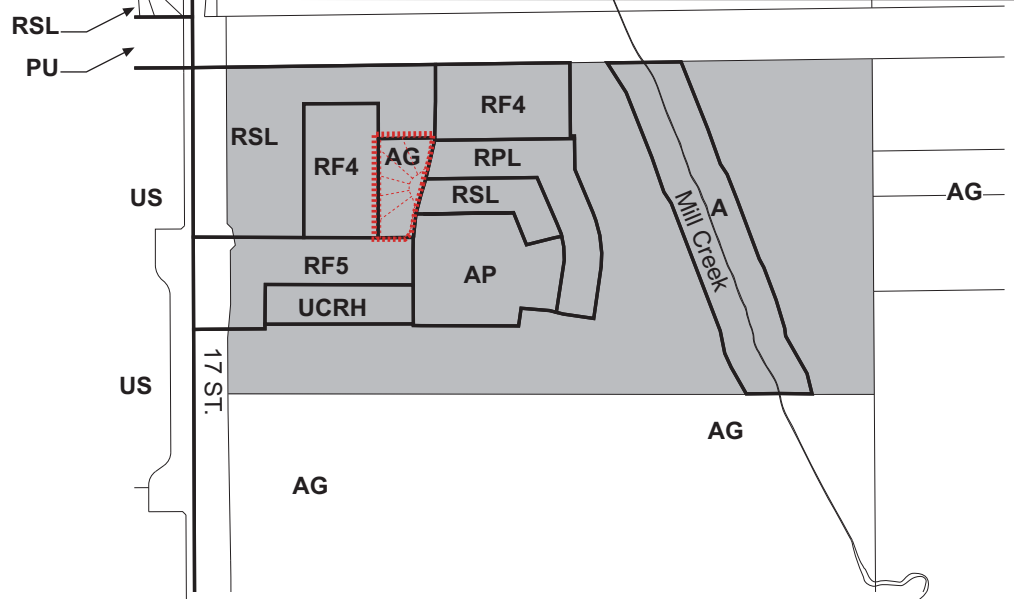 RSL
PU
RF4
RSL
AG
RPL
RF4
US
RSL
AG
A
Mill Creek
RF5
AP
UCRH
US
17 ST.
AG
AG